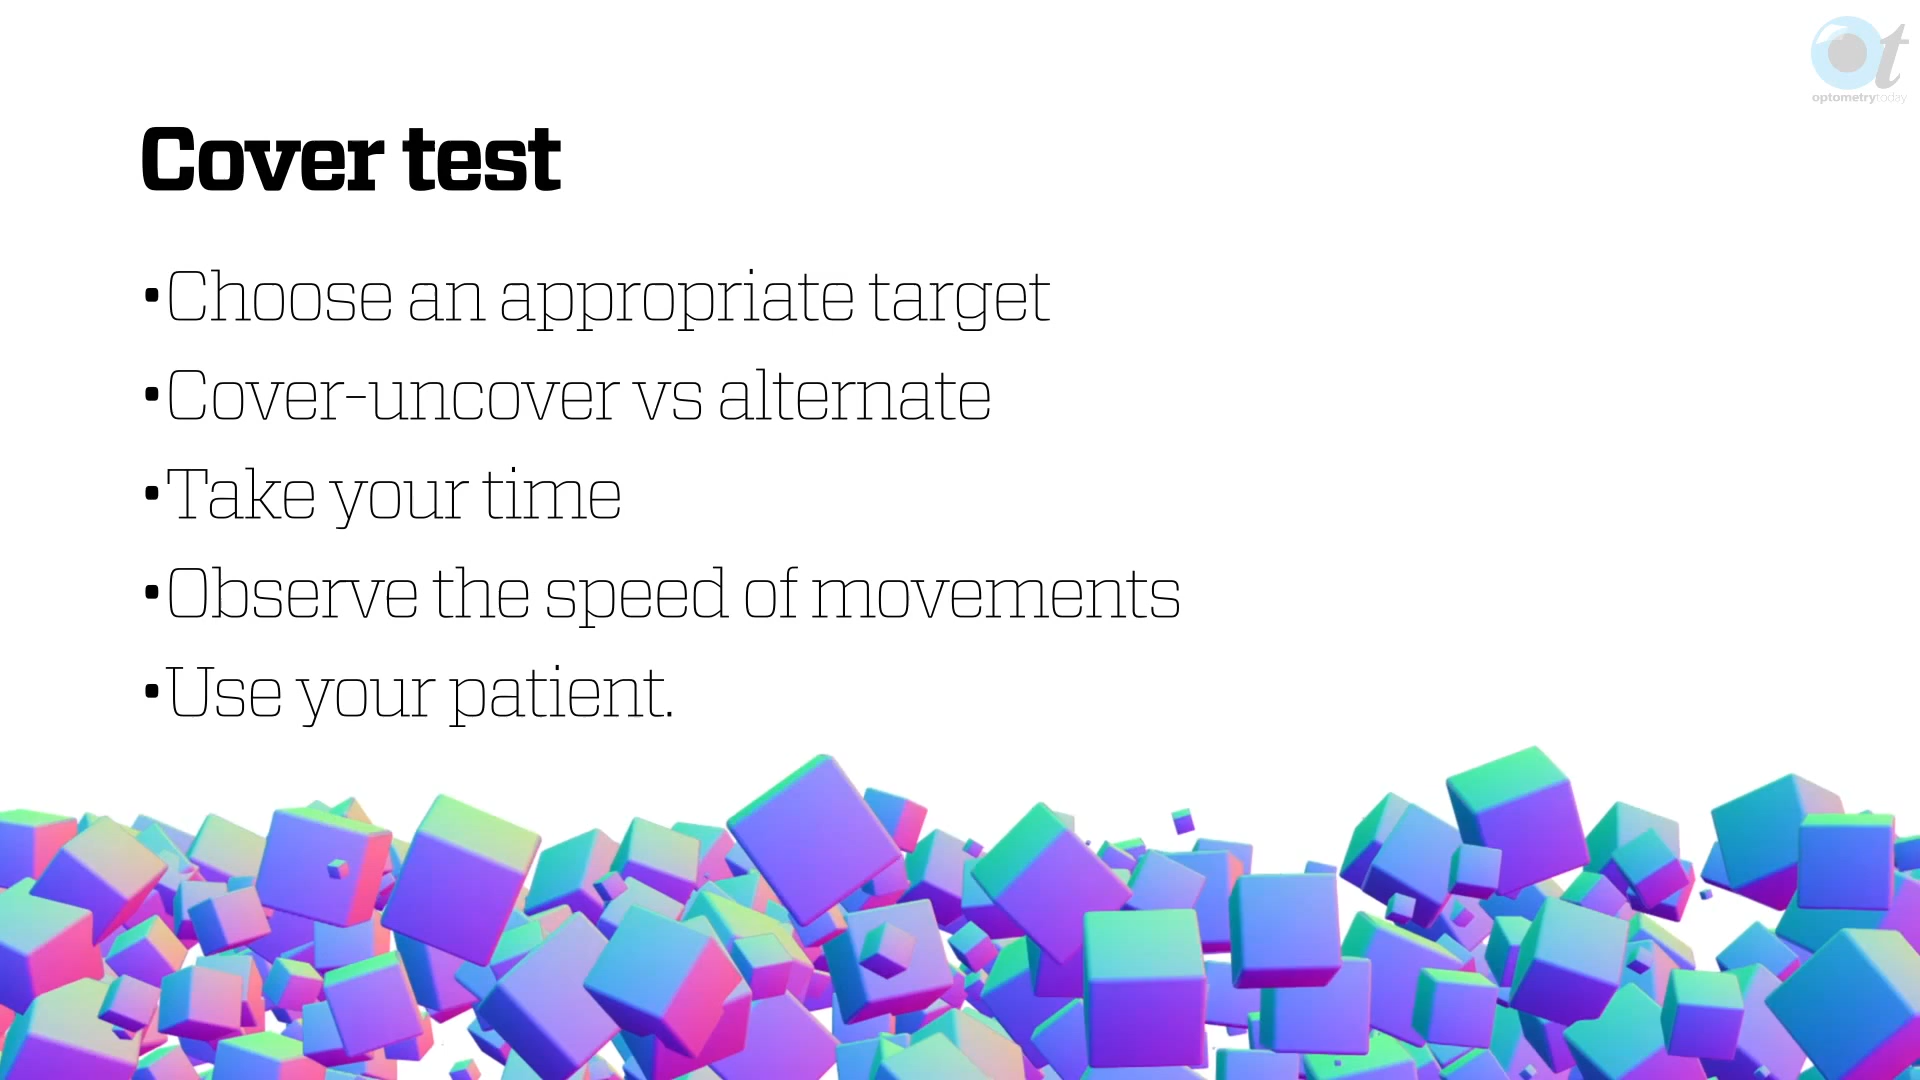 optometrytoday
Cover test
•Choose an appropriate target
•Cover-uncover vs alternate
•Take your time
•Observe the speed of movements
•Use your patient.